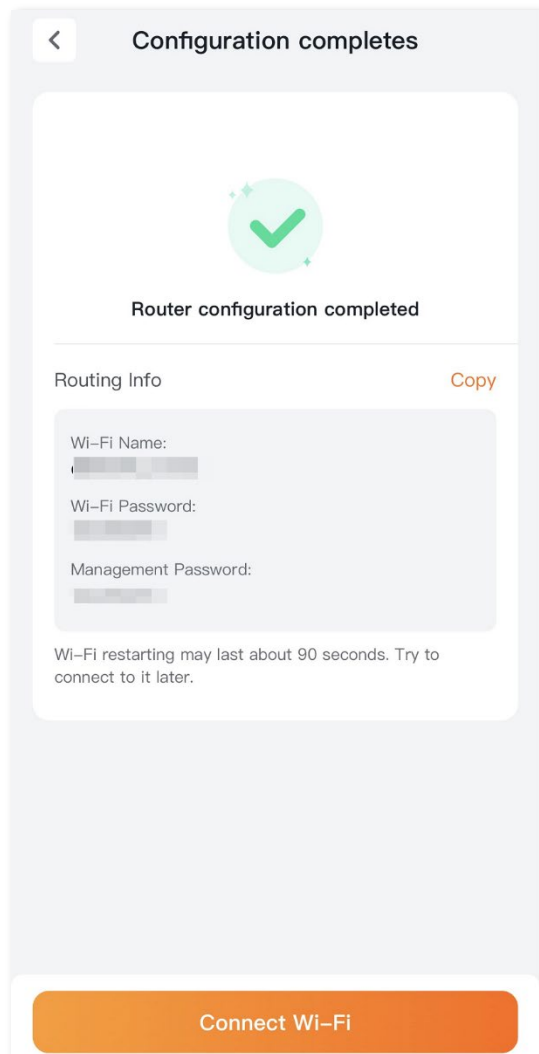 Configuration completes
Router configuration completed
Routing Info
Copy
Wi-Fi Name:
Wi-Fi Password:
Management Password:
Wi-Fi restarting may last about 90 seconds. Try to
connect to it later.
Connect Wi-Fi